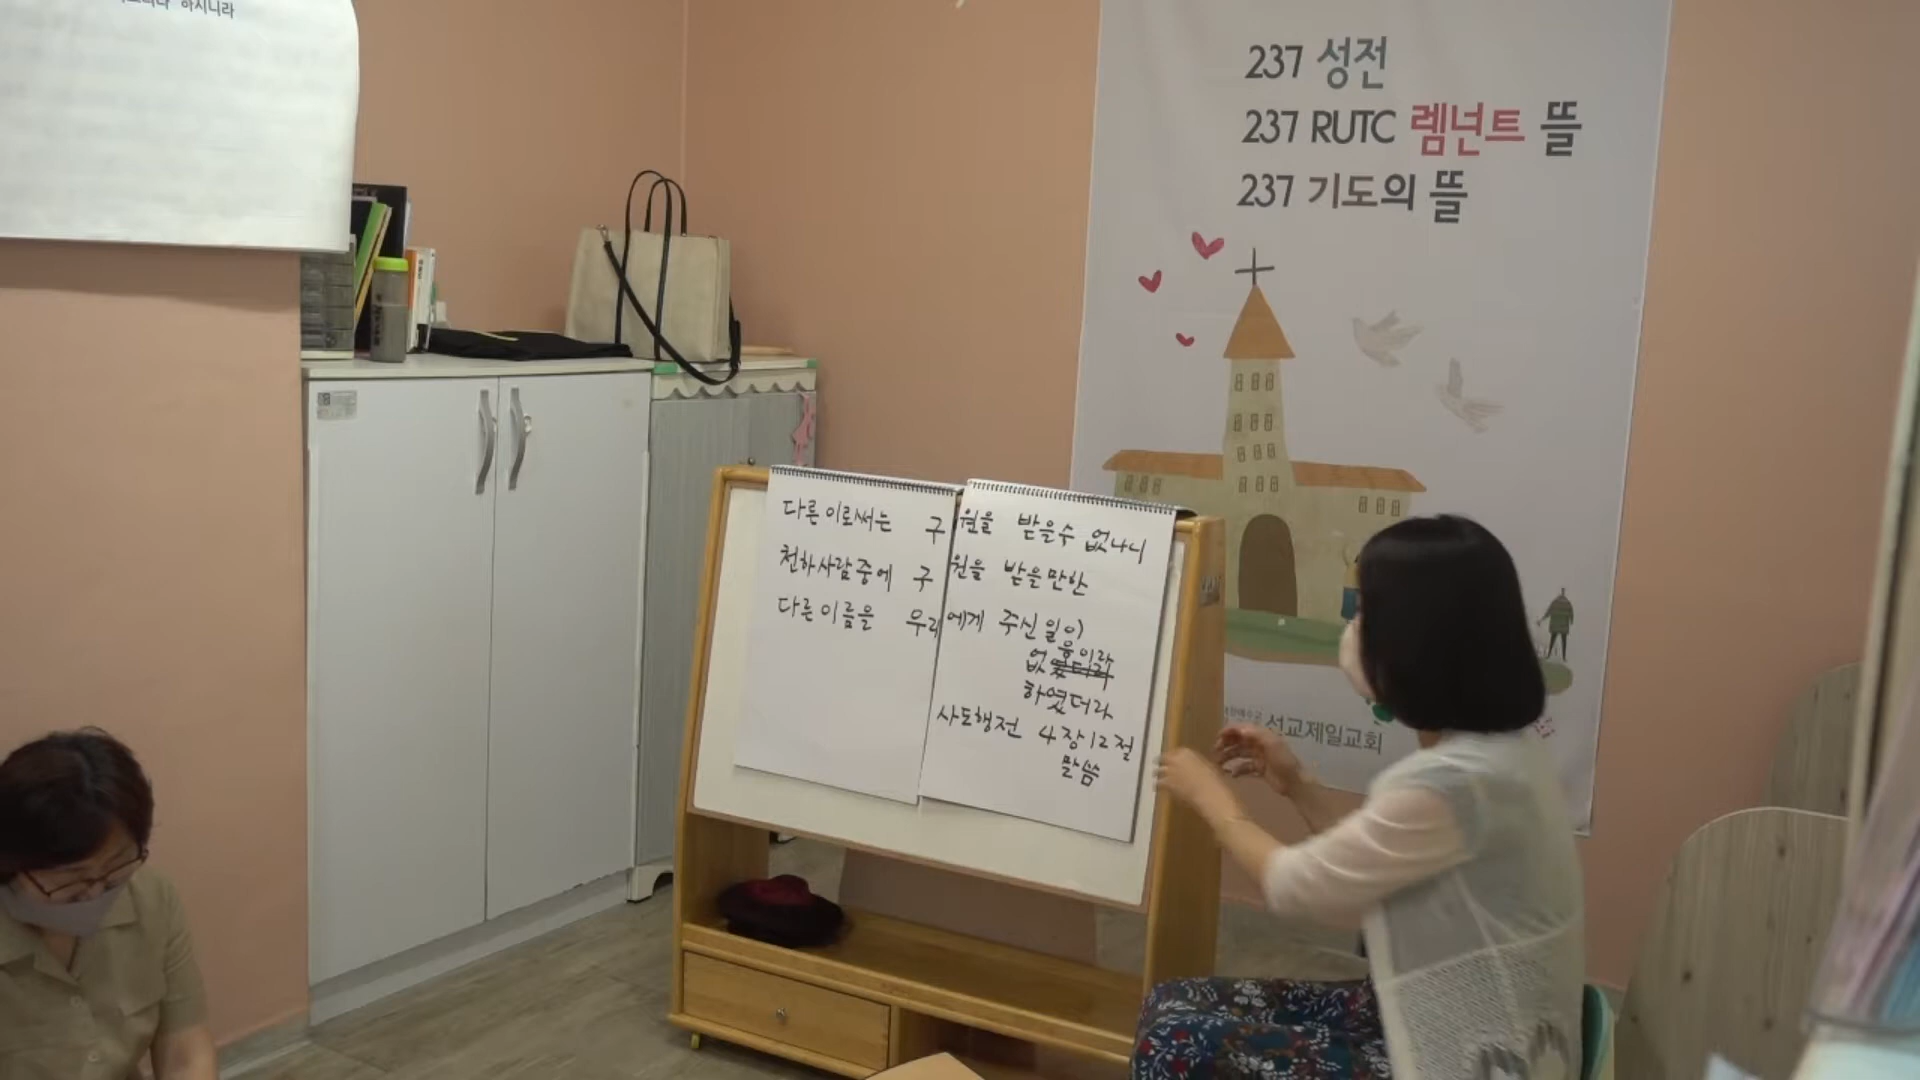 하시니라
237 성전
237 RUTC 렘넌트 뜰
237 기도의 뜰
다른 이로써는 구원을 받을수 없나니
천하사람중에 구원을 받을만한
다른이름을 우리에게 주신일이
없음이라
하였더라
사도행전 4장12절
말씀
선교제일교회